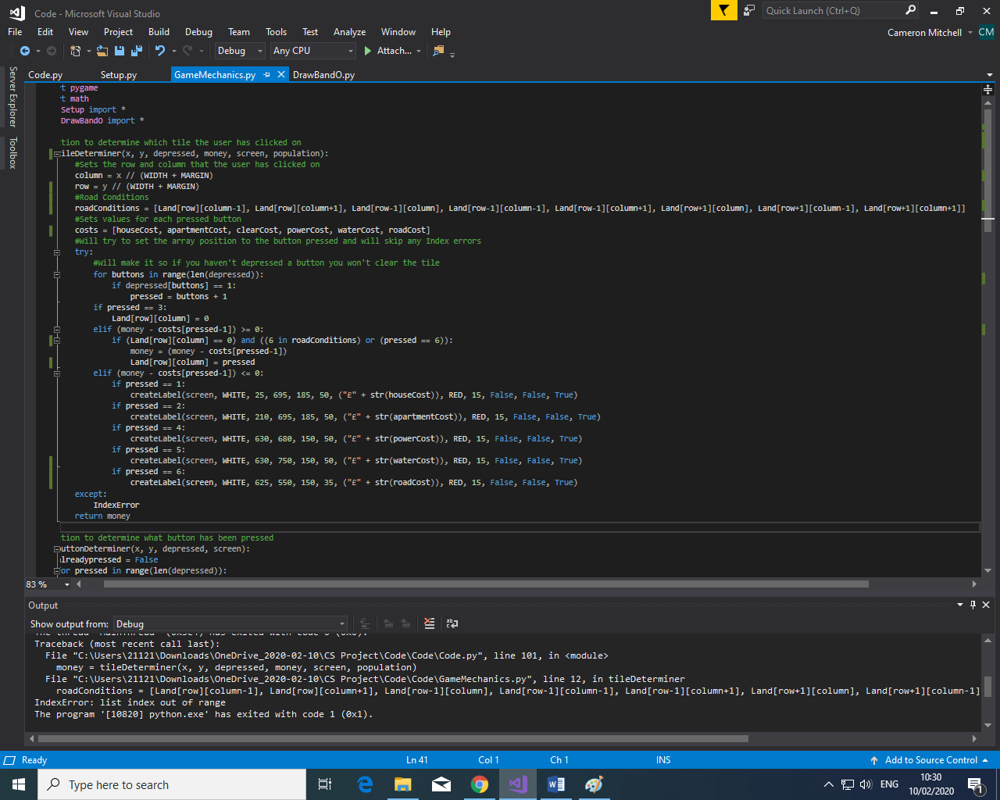 Code - Microsoft Visual Studio
Quick Launch (Ctrl+Q)
File Edit View Project Build Debug Team Tools Test Analyze Window Help
Cameron Mitchell CM
Debug Any CPU Attach...
Server Explorer
Toolbox
Code.py Setup.py GameMechanics.py DrawBandO.py
t pygame
t math
Setup import *
DrawBandO import *
tion to determine which tile the user has clicked on
ileDeterminer(x, y, depressed, money, screen, population):
#Sets the row and column that the user has clicked on
column = x // (WIDTH + MARGIN)
row = y // (WIDTH + MARGIN)
#Road Conditions
roadConditions = [Land[row][column-1], Land[row][column+1], Land[row-1][column], Land[row-1][column-1], Land[row-1][column+1], Land[row+1][column], Land[row+1][column-1], Land[row+1][column+1]]
#Sets values for each pressed button
costs = [houseCost, apartmentCost, clearCost, powerCost, waterCost, roadCost]
#Will try to set the array position to the button pressed and will skip any Index errors
try:
#Will make it so if you haven't depressed a button you won't clear the tile
for buttons in range(len(depressed)):
if depressed[buttons] == 1:
pressed = buttons + 1
if pressed == 3:
Land[row][column] = 0
elif (money - costs[pressed-1]) >= 0:
if (Land[row][column] == 0) and ((6 in roadConditions) or (pressed == 6)):
money = (money - costs[pressed-1])
Land[row][column] = pressed
elif (money - costs[pressed-1]) <= 0:
if pressed == 1:
createLabel(screen, WHITE, 25, 695, 185, 50, ("£" + str(houseCost)), RED, 15, False, False, True)
if pressed == 2:
createLabel(screen, WHITE, 210, 695, 185, 50, ("£" + str(apartmentCost)), RED, 15, False, False, True)
if pressed == 4:
createLabel(screen, WHITE, 630, 680, 150, 50, ("£" + str(powerCost)), RED, 15, False, False, True)
if pressed == 5:
createLabel(screen, WHITE, 630, 750, 150, 50, ("£" + str(waterCost)), RED, 15, False, False, True)
if pressed == 6:
createLabel(screen, WHITE, 625, 550, 150, 35, ("£" + str(roadCost)), RED, 15, False, False, True)
except:
IndexError
return money
tion to determine what button has been pressed
uttonDeterminer(x, y, depressed, screen):
lreadypressed = False
or pressed in range(len(depressed)):
83 %
Output
Show output from: Debug
The thread 'MainThread' (0x3e4) has exited with code 0 (0x0).
Traceback (most recent call last):
File "C:\Users\21121\Downloads\OneDrive_2020-02-10\CS Project\Code\Code\Code.py", line 101, in <module>
money = tileDeterminer(x, y, depressed, money, screen, population)
File "C:\Users\21121\Downloads\OneDrive_2020-02-10\CS Project\Code\Code\GameMechanics.py", line 12, in tileDeterminer
roadConditions = [Land[row][column-1], Land[row][column+1], Land[row-1][column], Land[row-1][column-1], Land[row-1][column+1], Land[row+1][column], Land[row+1][column-1]
IndexError: list index out of range
The program '[10820] python.exe' has exited with code 1 (0x1).
Ready Ln 41 Col 1 Ch 1 INS Add to Source Control
Type here to search
ENG 10:30
10/02/2020
1